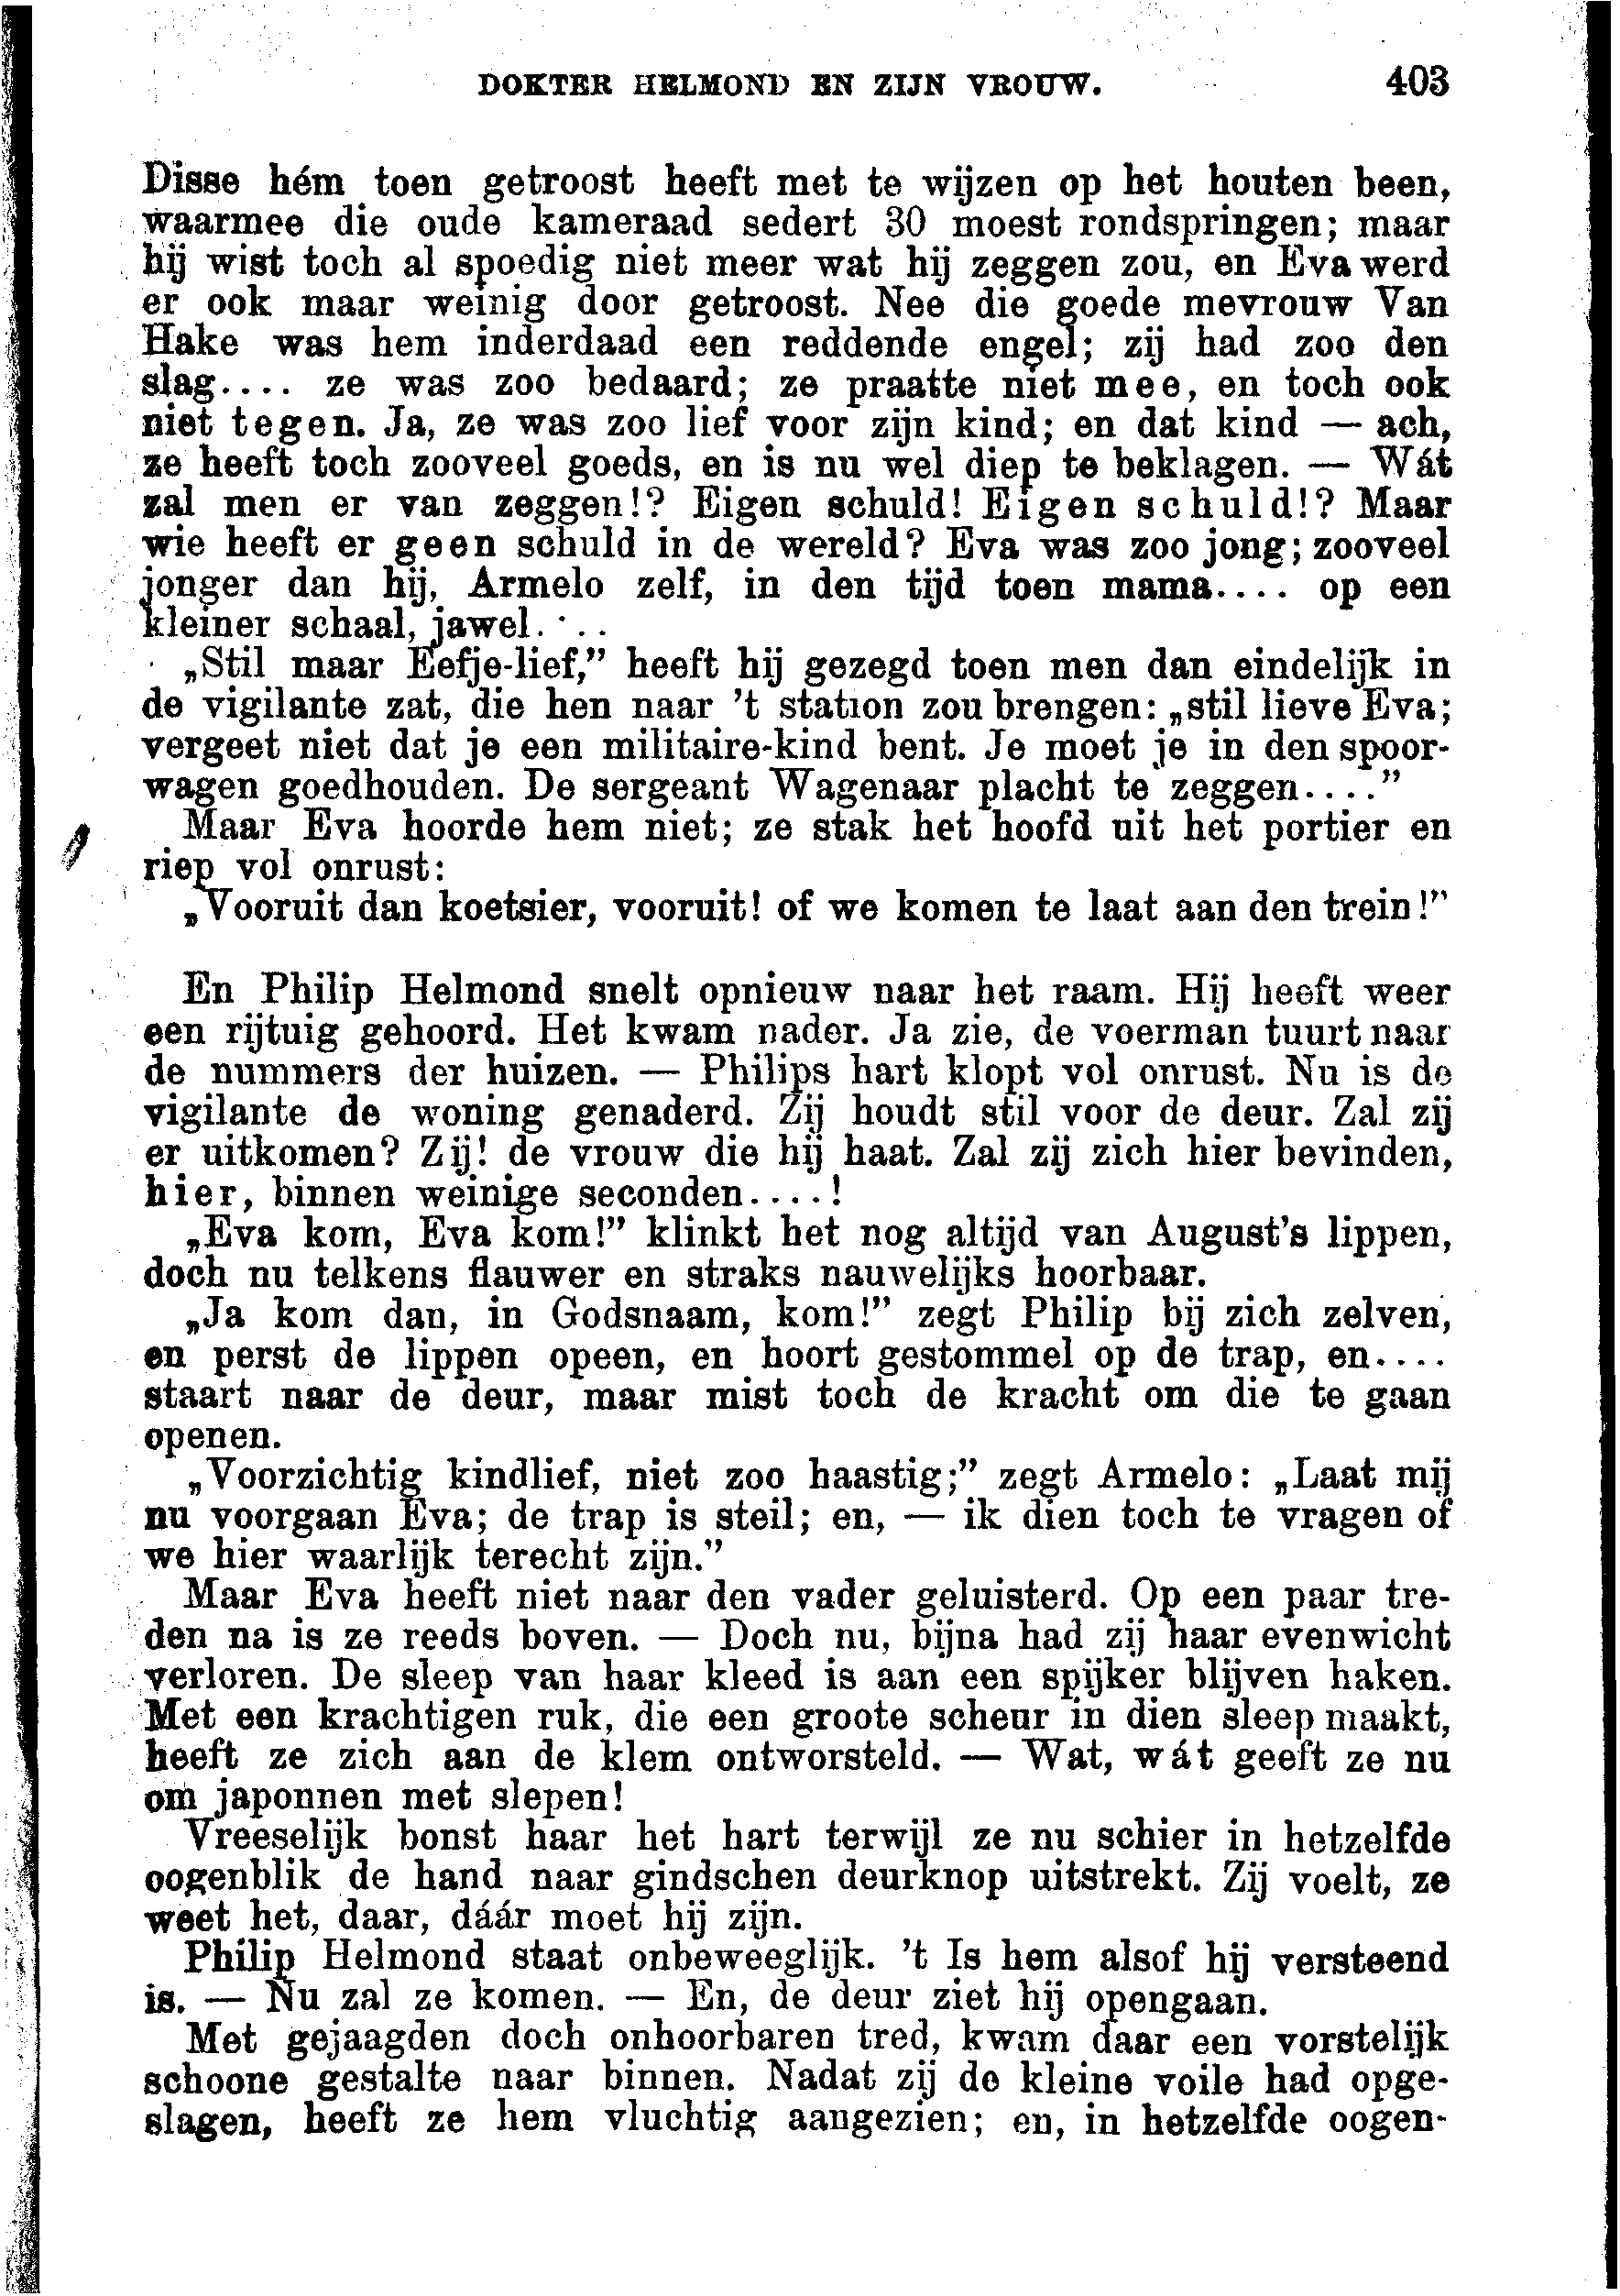 DOKTER HELMOND EN ZIJN VROUW. 403
Disse hém toen getroost heeft met te wijzen op het houten been,
waarmee die oude kameraad sedert 30 moest rondspringen; maar
hij wist toch al spoedig niet meer wat hij zeggen zou, en Eva werd
er ook maar weinig door getroost. Nee die goede mevrouw Van
Hake was hem inderdaad een reddende engel; zij had zoo den
slag.... ze was zoo bedaard; ze praatte niet mee, en toch ook
niet tegen. Ja, ze was zoo lief voor zijn kind; en dat kind — ach,
ze heeft toch zooveel goeds, en is nu wel diep te beklagen. — Wát
zal men er van zeggen!? Eigen schuld! Eigen schuld!? Maar
wie heeft er geen schuld in de wereld? Eva was zoo jong; zooveel
jonger dan hij, Armelo zelf, in den tijd toen mama.... op een
kleiner schaal, jawel....
„Stil maar Eefje-lief,” heeft hij gezegd toen men dan eindelijk in
de vigilante zat, die hen naar 't station zou brengen: „stil lieve Eva;
vergeet niet dat je een militaire-kind bent. Je moet je in den spoor-
wagen goedhouden. De sergeant Wagenaar placht te zeggen....”
Maar Eva hoorde hem niet; ze stak het hoofd uit het portier en
riep vol onrust:
„Vooruit dan koetsier, vooruit! of we komen te laat aan den trein!”
En Philip Helmond snelt opnieuw naar het raam. Hij heeft weer
een rijtuig gehoord. Het kwam nader. Ja zie, de voerman tuurt naar
de nummers der huizen. — Philips hart klopt vol onrust. Nu is de
vigilante de woning genaderd. Zij houdt stil voor de deur. Zal zij
er uitkomen? Zij! de vrouw die hij haat. Zal zij zich hier bevinden,
hier, binnen weinige seconden....!
„Eva kom, Eva kom!” klinkt het nog altijd van August's lippen,
doch nu telkens flauwer en straks nauwelijks hoorbaar.
„Ja kom dan, in Godsnaam, kom!” zegt Philip bij zich zelven,
en perst de lippen opeen, en hoort gestommel op de trap, en....
staart naar de deur, maar mist toch de kracht om die te gaan
openen.
„Voorzichtig kindlief, niet zoo haastig;” zegt Armelo: „Laat mij
nu voorgaan Eva; de trap is steil; en, — ik dien toch te vragen of
we hier waarlijk terecht zijn.”
Maar Eva heeft niet naar den vader geluisterd. Op een paar tre-
den na is ze reeds boven. — Doch nu, bijna had zij haar evenwicht
verloren. De sleep van haar kleed is aan een spijker blijven haken.
Met een krachtigen ruk, die een groote scheur in dien sleep maakt,
heeft ze zich aan de klem ontworsteld. — Wat, wát geeft ze nu
om japonnen met slepen!
Vreeselijk bonst haar het hart terwijl ze nu schier in hetzelfde
oogenblik de hand naar gindschen deurknop uitstrekt. Zij voelt, ze
weet het, daar, dáár moet hij zijn.
Philip Helmond staat onbeweeglijk. 't Is hem alsof hij versteend
is. — Nu zal ze komen. — En, de deur ziet hij opengaan.
Met gejaagden doch onhoorbaren tred, kwam daar een vorstelijk
schoone gestalte naar binnen. Nadat zij de kleine voile had opge-
slagen, heeft ze hem vluchtig aangezien; en, in hetzelfde oogen-